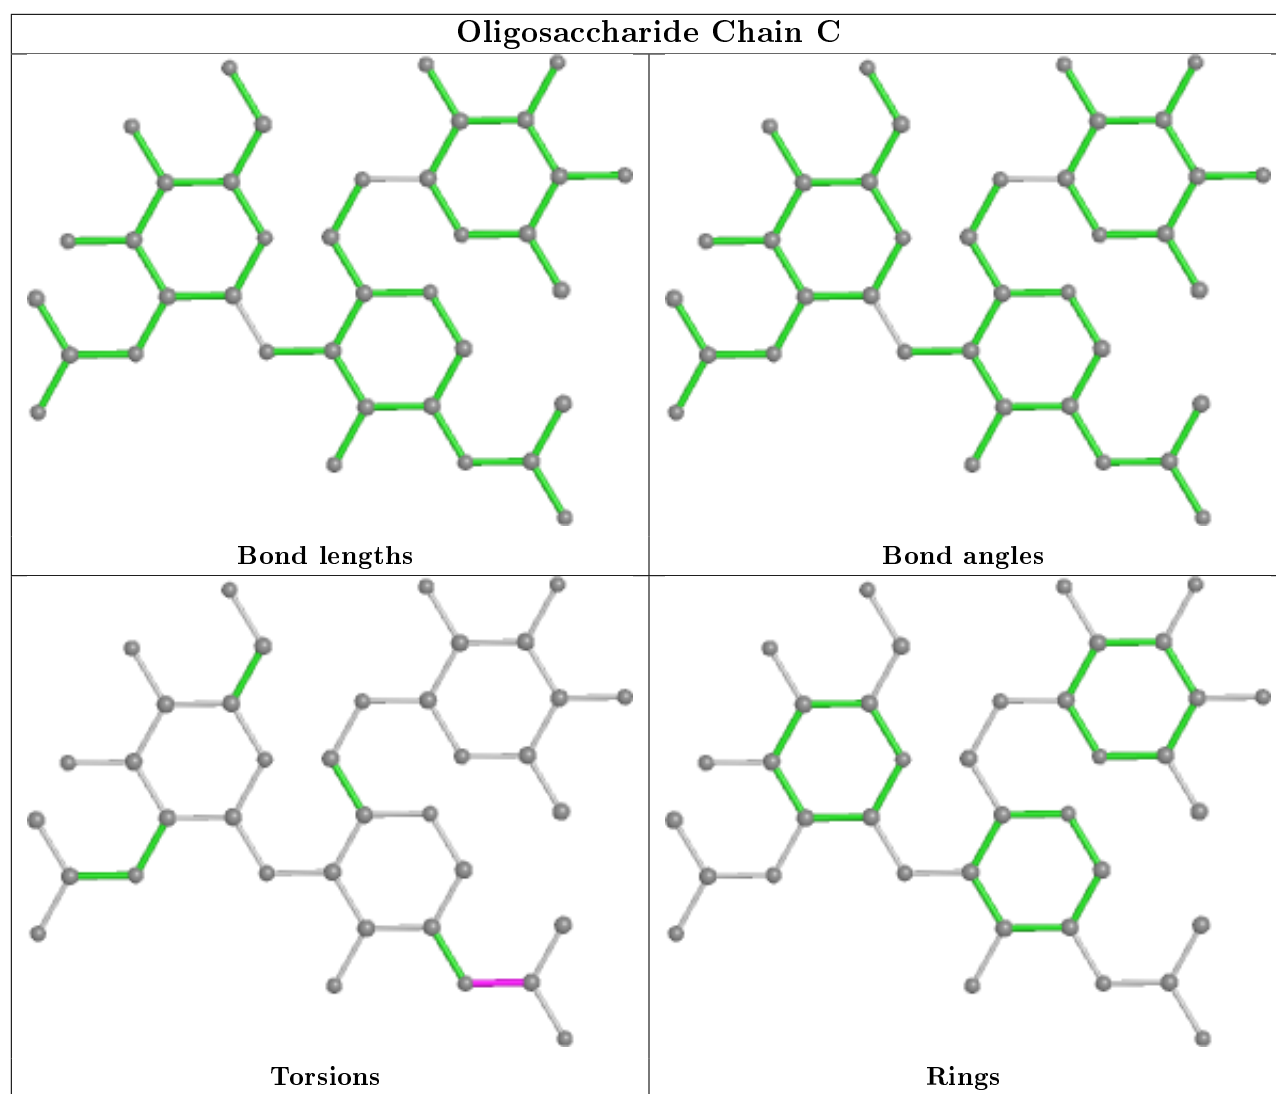 Oligosaccharide Chain C
Bond lengths
Bond angles
Torsions
Rings